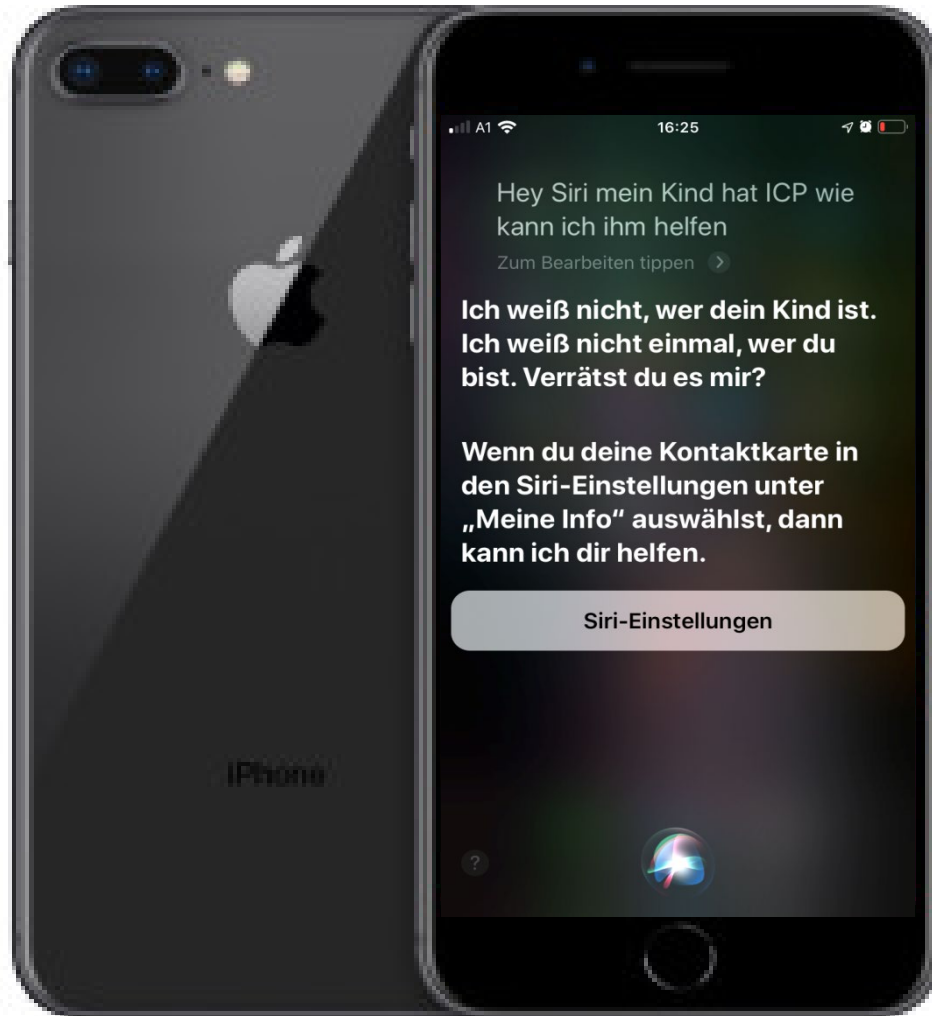 A1
16:25
Hey Siri mein Kind hat ICP wie
kann ich ihm helfen
Zum Bearbeiten tippen
Ich weiß nicht, wer dein Kind ist.
Ich weiß nicht einmal, wer du
bist. Verrätst du es mir?
Wenn du deine Kontaktkarte in
den Siri-Einstellungen unter
„Meine Info“ auswählst, dann
kann ich dir helfen.
Siri-Einstellungen
?
iPhone